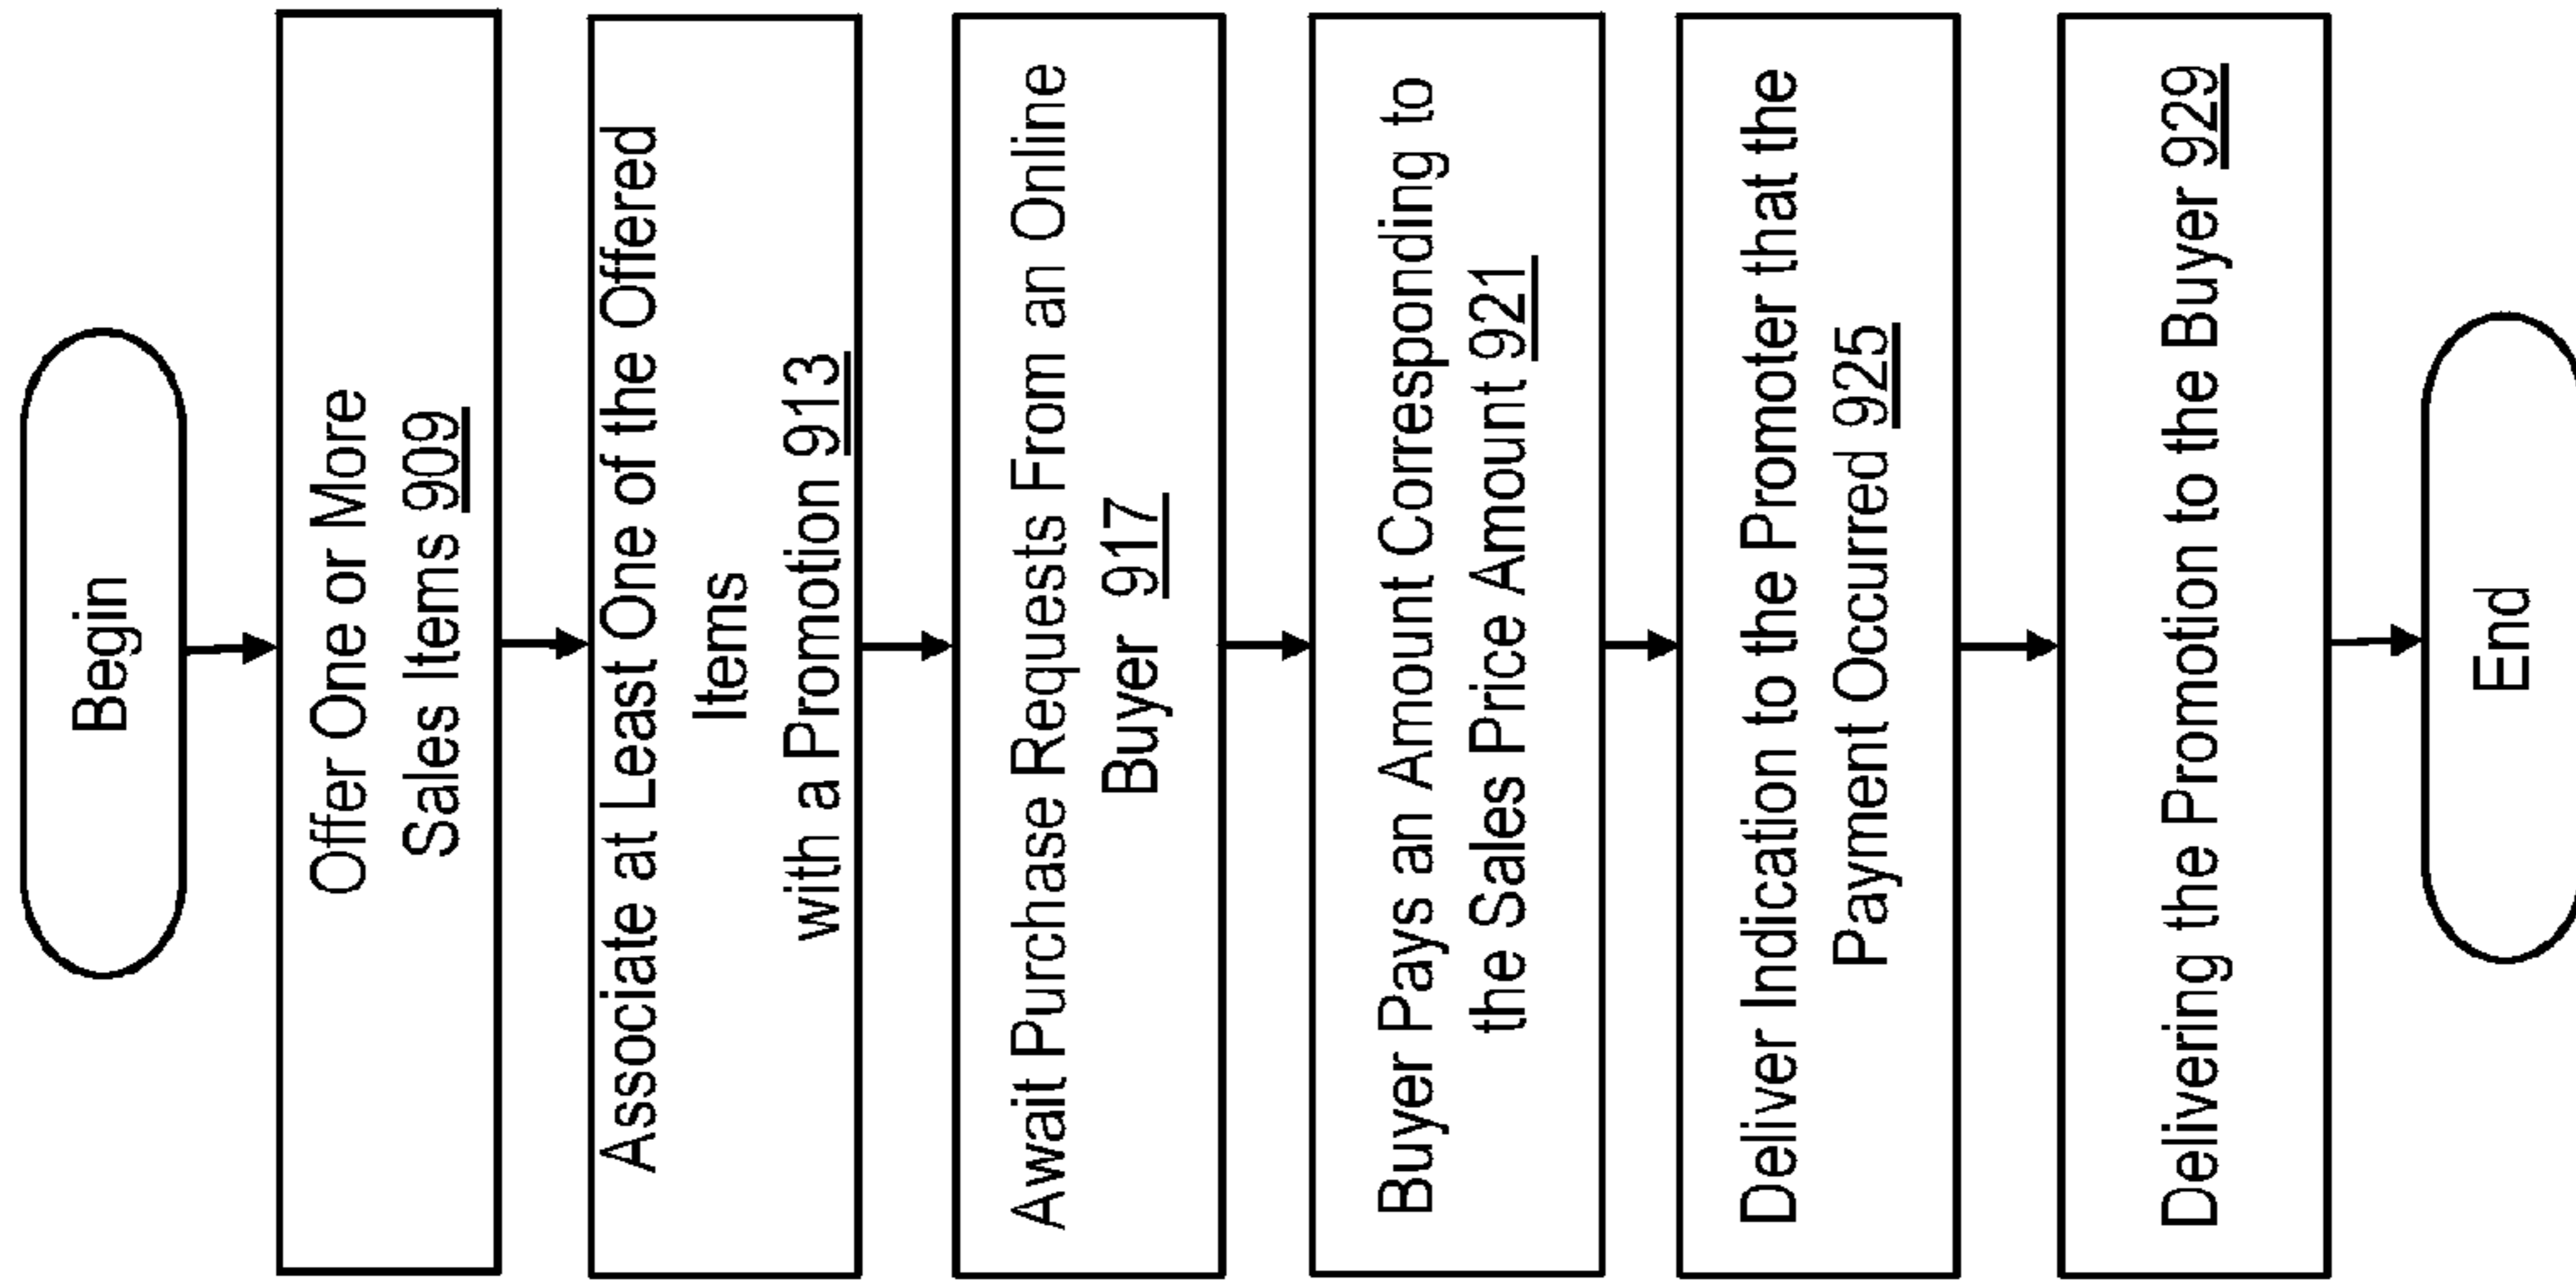 Begin
Offer One or More
Sales Items 909
Associate at Least One of the Offered
Items
with a Promotion 913
Await Purchase Requests From an Online
Buyer 917
Buyer Pays an Amount Corresponding to
the Sales Price Amount 921
Deliver Indication to the Promoter that the
Payment Occurred 925
Delivering the Promotion to the Buyer 929
End